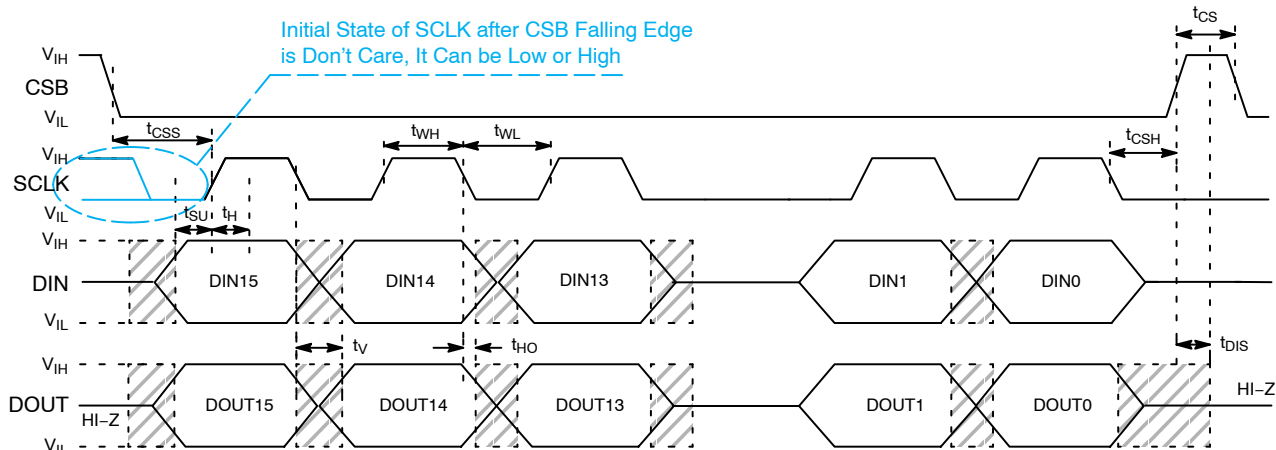 Initial State of SCLK after CSB Falling Edge
is Don't Care, It Can be Low or High
tCS
VIH
CSB
VIL
tCSS
tWH
tWL
tCSH
VIH
SCLK
VIL
tSU
tH
VIH
DIN
DIN15
DIN14
DIN13
DIN1
DIN0
VIL
tV
tHO
tDIS
VIH
DOUT
HI–Z
DOUT15
DOUT14
DOUT13
DOUT1
DOUT0
HI–Z
VIL